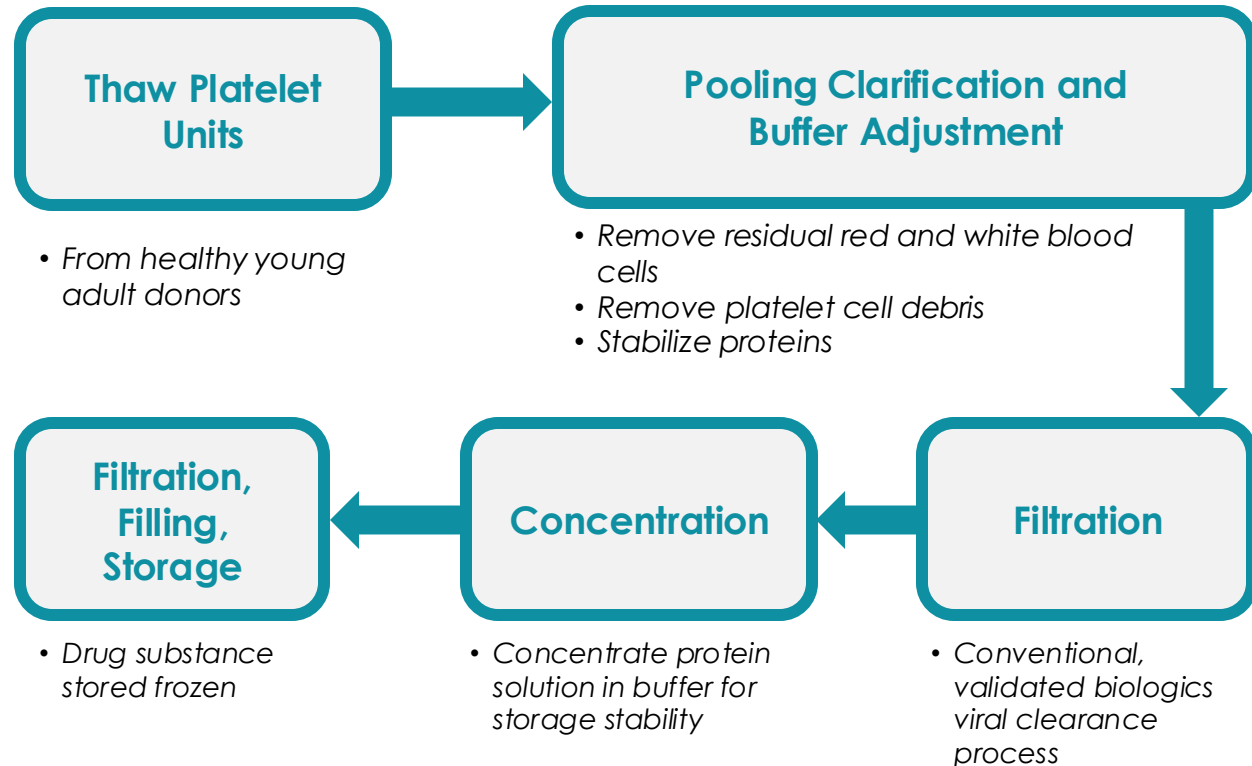 Thaw Platelet
Units
• From healthy young
adult donors
Pooling Clarification and
Buffer Adjustment
• Remove residual red and white blood
cells
• Remove platelet cell debris
• Stabilize proteins
Filtration
• Conventional,
validated biologics
viral clearance
process
Concentration
• Concentrate protein
solution in buffer for
storage stability
Filtration,
Filling,
Storage
• Drug substance
stored frozen